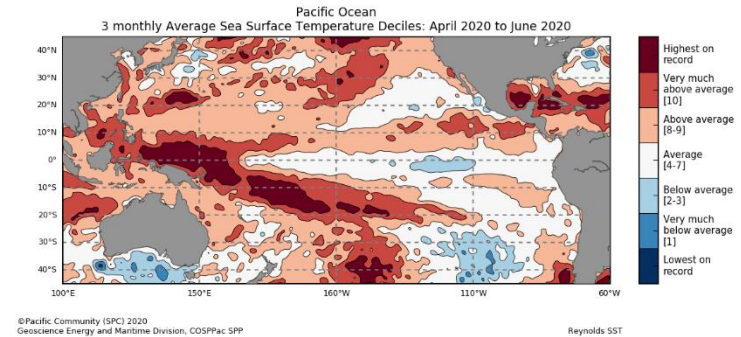 Pacific Ocean
3 monthly Average Sea Surface Temperature Deciles: April 2020 to June 2020
40°N
30°N
20°N
10°N
0°
10°S
20°S
30°S
40°S
100°E
150°E
160°W
110°W
60°W
Highest on
record
Very much
above average
[10]
Above average
[8-9]
Average
[4-7]
Below average
[2-3]
Very much
below average
[1]
Lowest on
record
©Pacific Community (SPC) 2020
Geoscience Energy and Maritime Division, COSPPac SPP
Reynolds SST